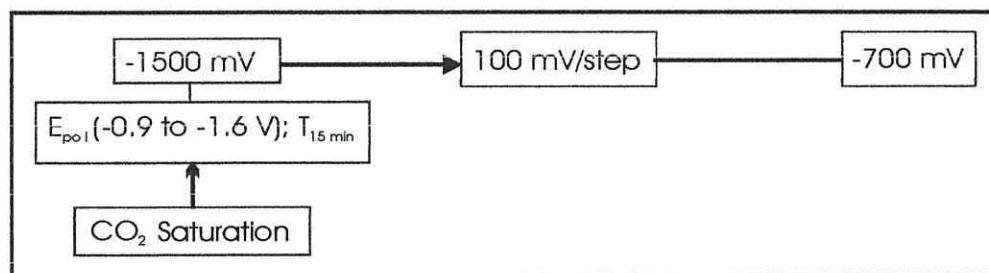 -1500 mV
100 mV/step
-700 mV
E_pol (-0.9 to -1.6 V); T_15 min
CO₂ Saturation